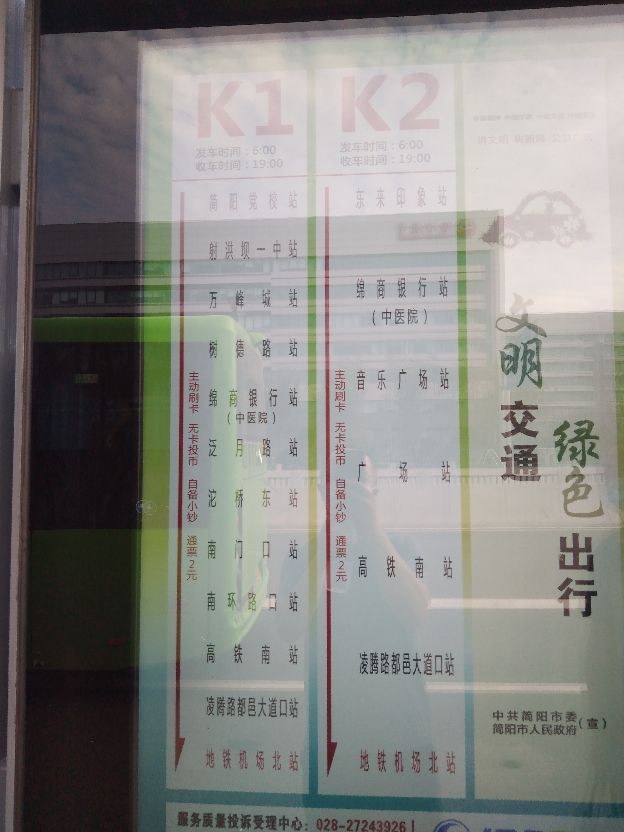 K1
发车时间：6:00
收车时间：19:00
简阳党校站
射洪坝一中站
万峰城站
树德路站
绵商银行站
（中医院）
泛月路站
沱桥东站
南门口站
南环路口站
高铁南站
凌腾路都邑大道口站
地铁机场北站
主动刷卡 无卡投币 自备小钞 通票2元
K2
发车时间：6:00
收车时间：19:00
东来印象站
绵商银行站
（中医院）
音乐广场站
广场站
高铁南站
凌腾路都邑大道口站
地铁机场北站
主动刷卡 无卡投币 自备小钞 通票2元
文明交通
绿色出行
中共简阳市委
简阳市人民政府
（宣）
服务质量投诉受理中心：028-27243926